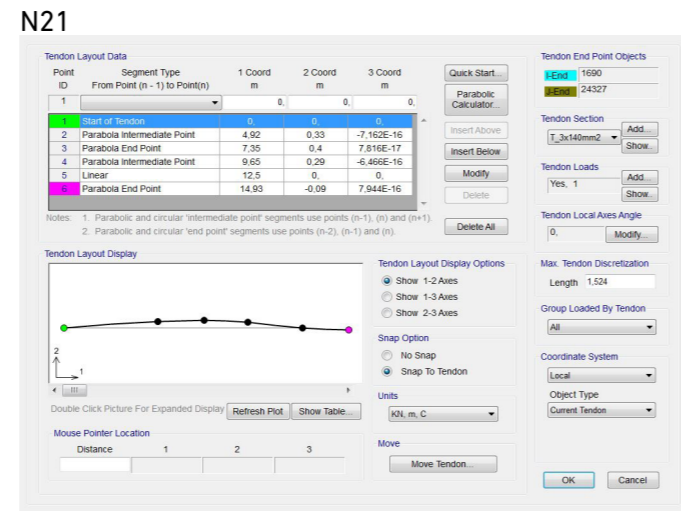 N21
Tendon Layout Data
Point Segment Type 1 Coord 2 Coord 3 Coord
ID From Point (n - 1) to Point(n) m m m
1 0, 0, 0,
1 Start of Tendon 0, 0, 0,
2 Parabola Intermediate Point 4,92 0,33 -7,162E-16
3 Parabola End Point 7,35 0,4 7,816E-17
4 Parabola Intermediate Point 9,65 0,29 -6,466E-16
5 Linear 12,5 0, 0,
6 Parabola End Point 14,93 -0,09 7,944E-16
Notes: 1. Parabolic and circular 'intermediate point' segments use points (n-1), (n) and (n+1).
2. Parabolic and circular 'end point' segments use points (n-2), (n-1) and (n).
Quick Start...
Parabolic
Calculator...
Insert Above
Insert Below
Modify
Delete
Delete All
Tendon Layout Display
2
1
Double Click Picture For Expanded Display Refresh Plot Show Table...
Mouse Pointer Location
Distance 1 2 3
Tendon Layout Display Options
Show 1-2 Axes
Show 1-3 Axes
Show 2-3 Axes
Snap Option
No Snap
Snap To Tendon
Units
KN, m, C
Move
Move Tendon...
Tendon End Point Objects
I-End 1690
J-End 24327
Tendon Section
T_3x140mm2 Add...
Show...
Tendon Loads
Yes, 1 Add...
Show...
Tendon Local Axes Angle
0, Modify...
Max. Tendon Discretization
Length 1,524
Group Loaded By Tendon
All
Coordinate System
Local
Object Type
Current Tendon
OK Cancel